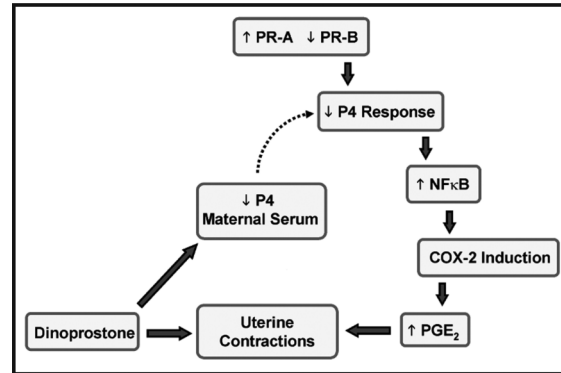 ↑ PR-A ↓ PR-B
↓ P4 Response
↑ NFκB
↓ P4
Maternal Serum
COX-2 Induction
Dinoprostone
Uterine
Contractions
↑ PGE₂